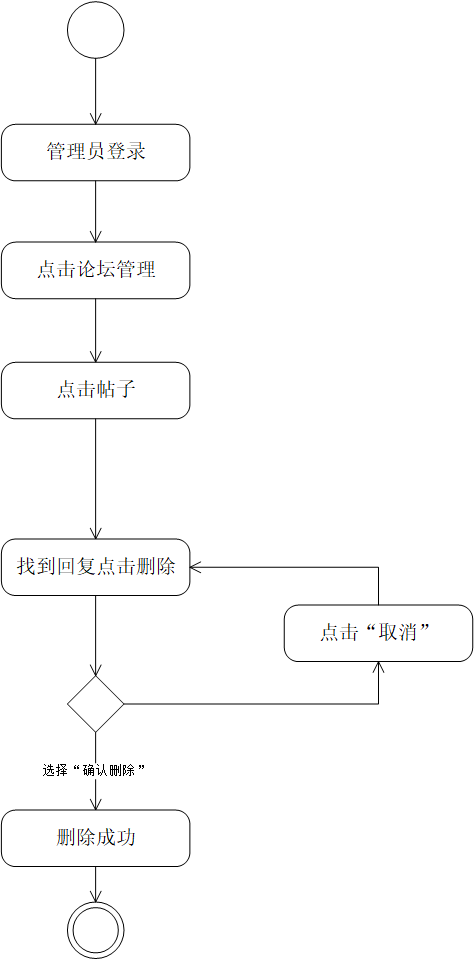 管理员登录
点击论坛管理
点击帖子
找到回复点击删除
点击“取消”
选择“确认删除”
删除成功